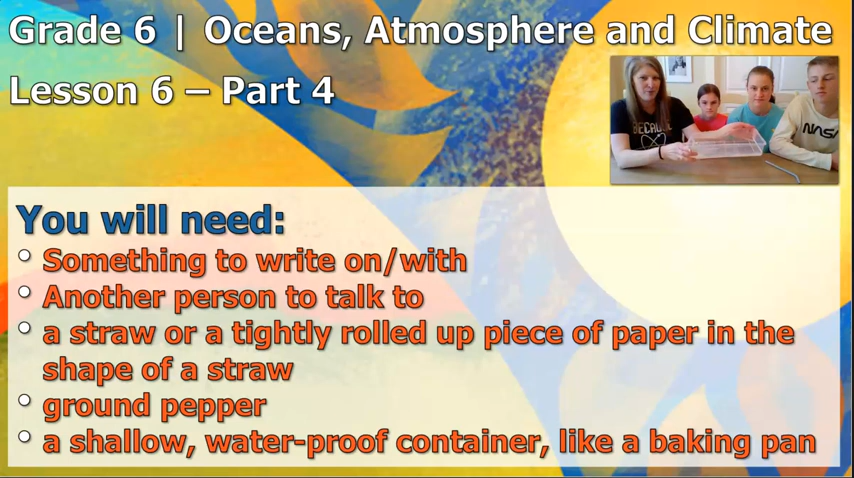 Grade 6 | Oceans, Atmosphere and Climate
Lesson 6 – Part 4
BECAU
NASA
You will need:
Something to write on/with
Another person to talk to
a straw or a tightly rolled up piece of paper in the
shape of a straw
ground pepper
a shallow, water-proof container, like a baking pan